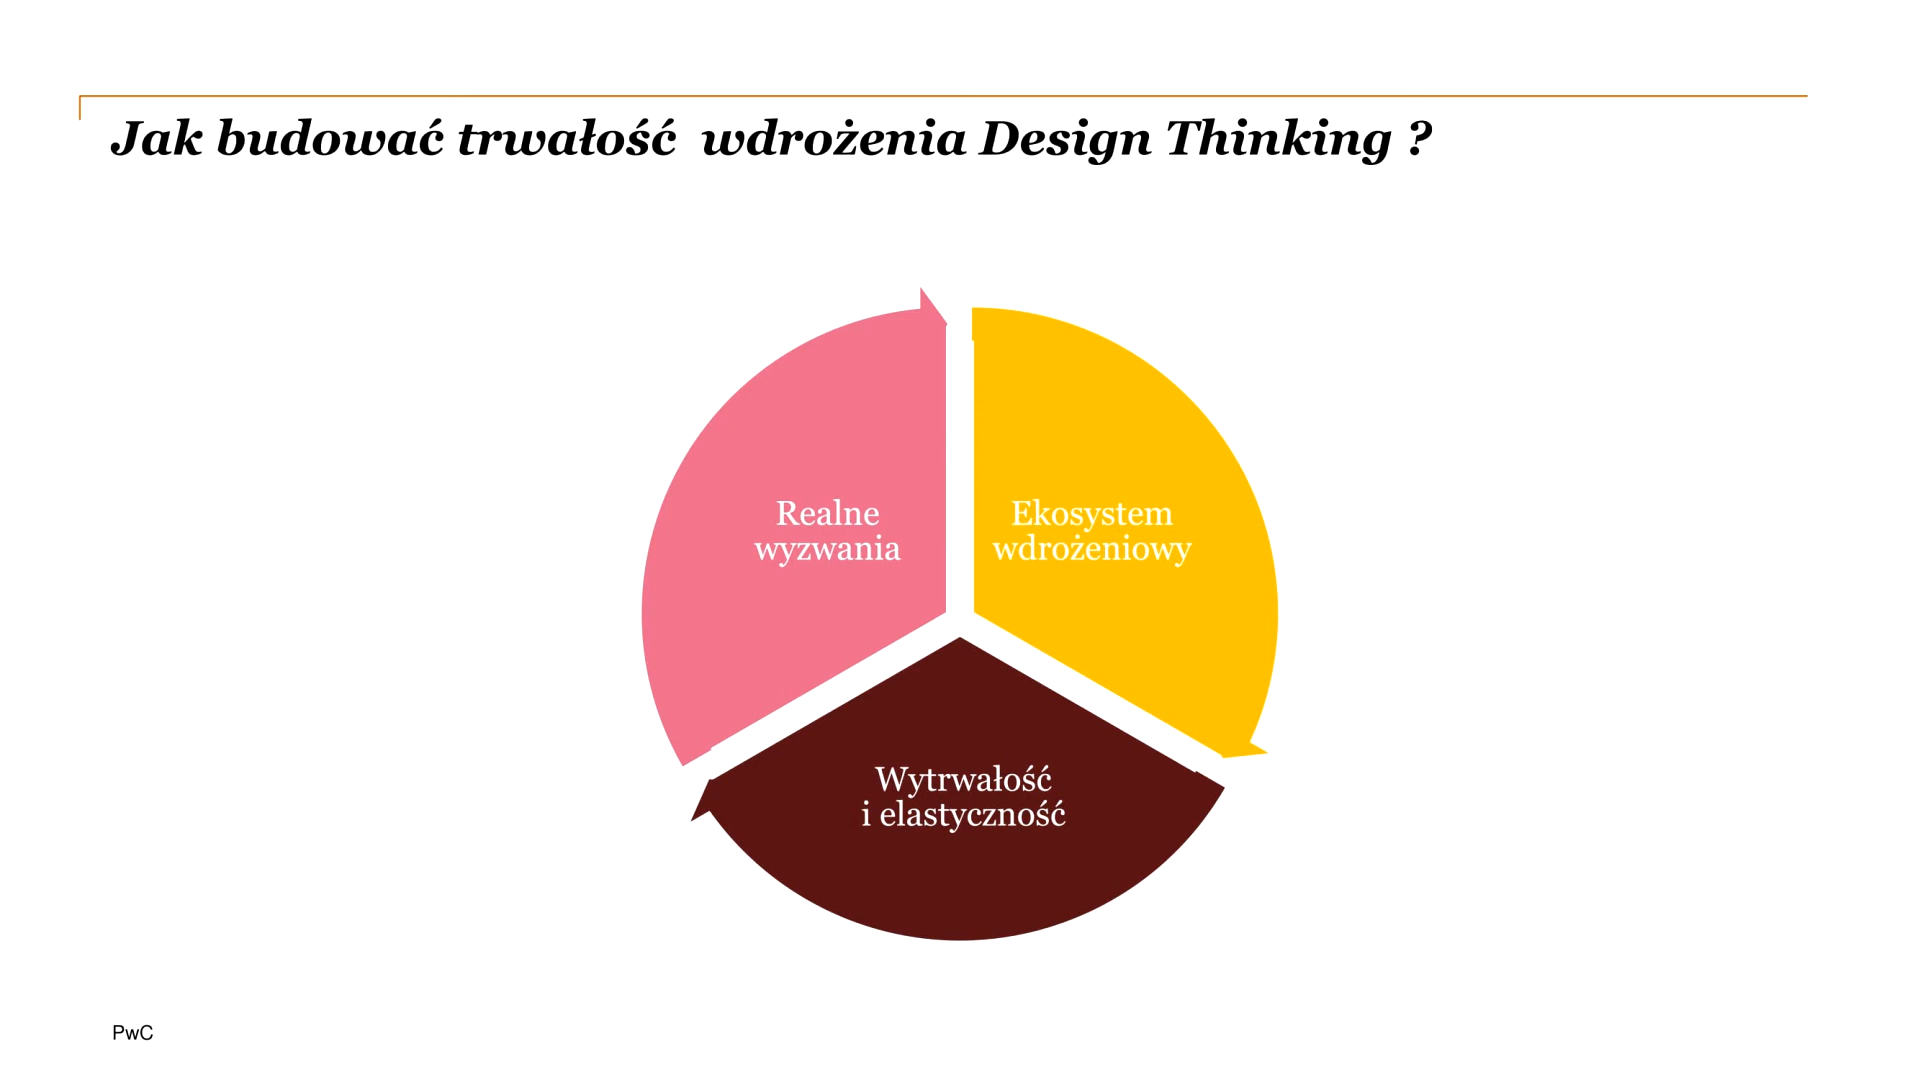 Jak budować trwałość  wdrożenia Design Thinking ?
Realne
wyzwania
Ekosystem
wdrożeniowy
Wytrwałość
i elastyczność
PwC